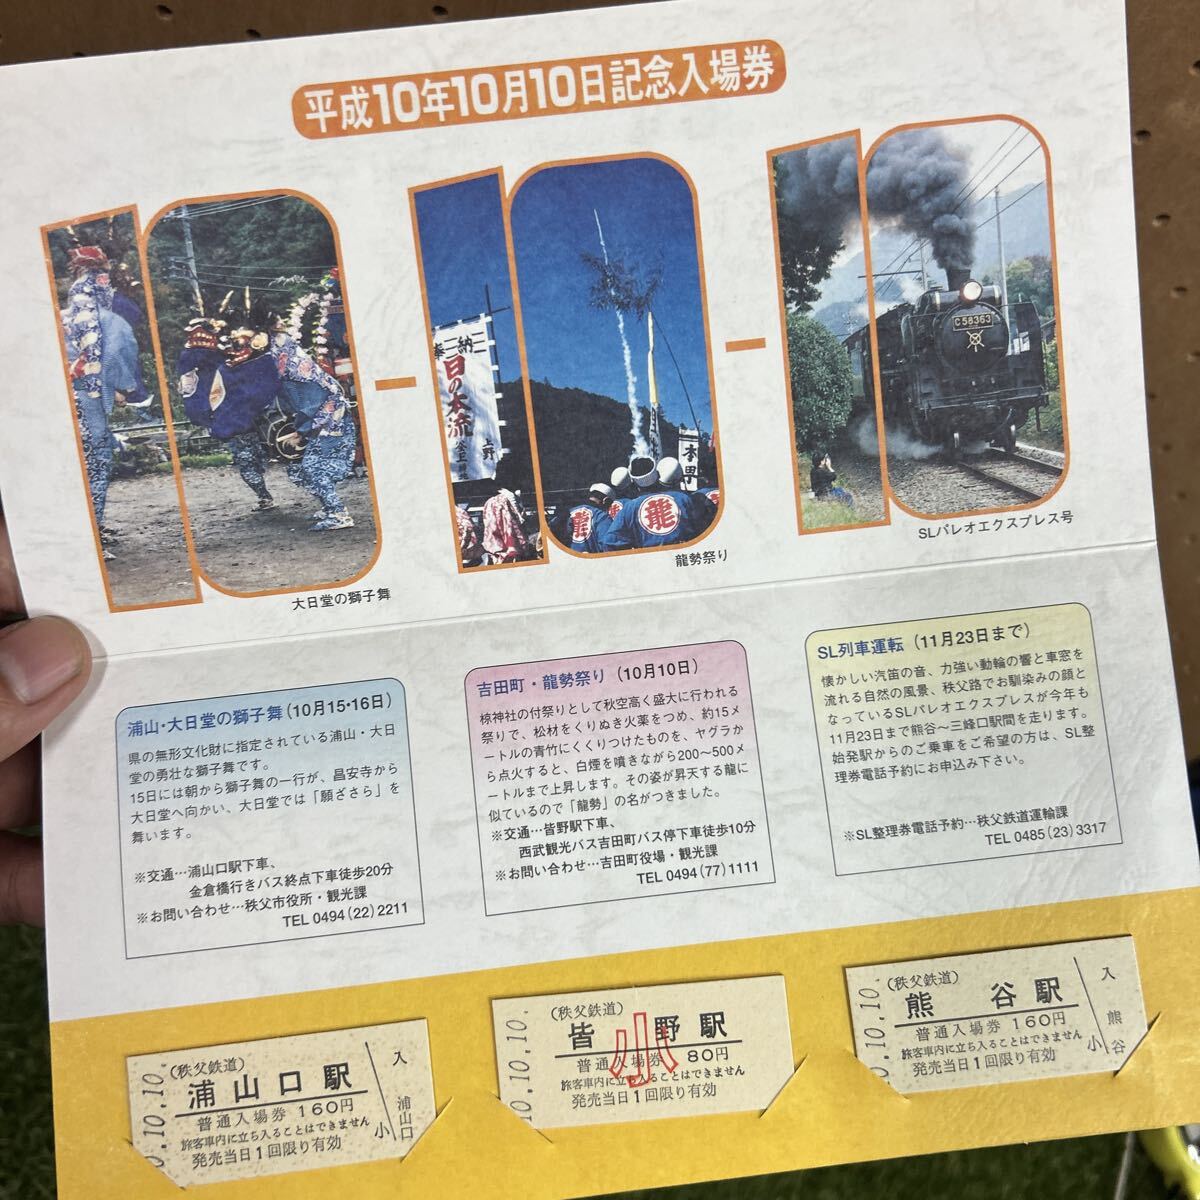 平成10年10月10日記念入場券
奉納
日の本流
上野
本男
龍
龍
C58363
大日堂の獅子舞
龍勢祭り
SLパレオエクスプレス号
浦山・大日堂の獅子舞(10月15・16日)
県の無形文化財に指定されている浦山・大日
堂の勇壮な獅子舞です。
15日には朝から獅子舞の一行が、昌安寺から
大日堂へ向かい、大日堂では「願ざさら」を
舞います。
※交通…浦山口駅下車、
金倉橋行きバス終点下車徒歩20分
※お問い合わせ…秩父市役所・観光課
TEL 0494(22)2211
吉田町・龍勢祭り (10月10日)
椋神社の付祭りとして秋空高く盛大に行われる
祭りで、松材をくりぬき火薬をつめ、約15メ
ートルの青竹にくくりつけたものを、ヤグラか
ら点火すると、白煙を噴きながら200〜500メ
ートルまで上昇します。その姿が昇天する龍に
似ているので「龍勢」の名がつきました。
※交通…皆野駅下車、
西武観光バス吉田町バス停下車徒歩10分
※お問い合わせ…吉田町役場・観光課
TEL 0494(77)1111
SL列車運転 (11月23日まで)
懐かしい汽笛の音、力強い動輪の響と車窓を
流れる自然の風景、秩父路でお馴染みの顔と
なっているSLパレオエクスプレスが今年も
11月23日まで熊谷〜三峰口駅間を走ります。
始発駅からのご乗車をご希望の方は、SL整
理券電話予約にお申込み下さい。
※SL整理券電話予約…秩父鉄道運輸課
TEL 0485(23)3317
0.10.10.
(秩父鉄道)
浦山口駅
普通入場券 160円
旅客車内に立ち入ることはできません
発売当日1回限り有効
入
浦山口
小
10.10.10.
(秩父鉄道)
皆野駅
小
普通入場券 80円
旅客車内に立ち入ることはできません
発売当日1回限り有効
0.10.10.
(秩父鉄道)
熊谷駅
普通入場券 160円
旅客車内に立ち入ることはできません
発売当日1回限り有効
入
熊谷
小